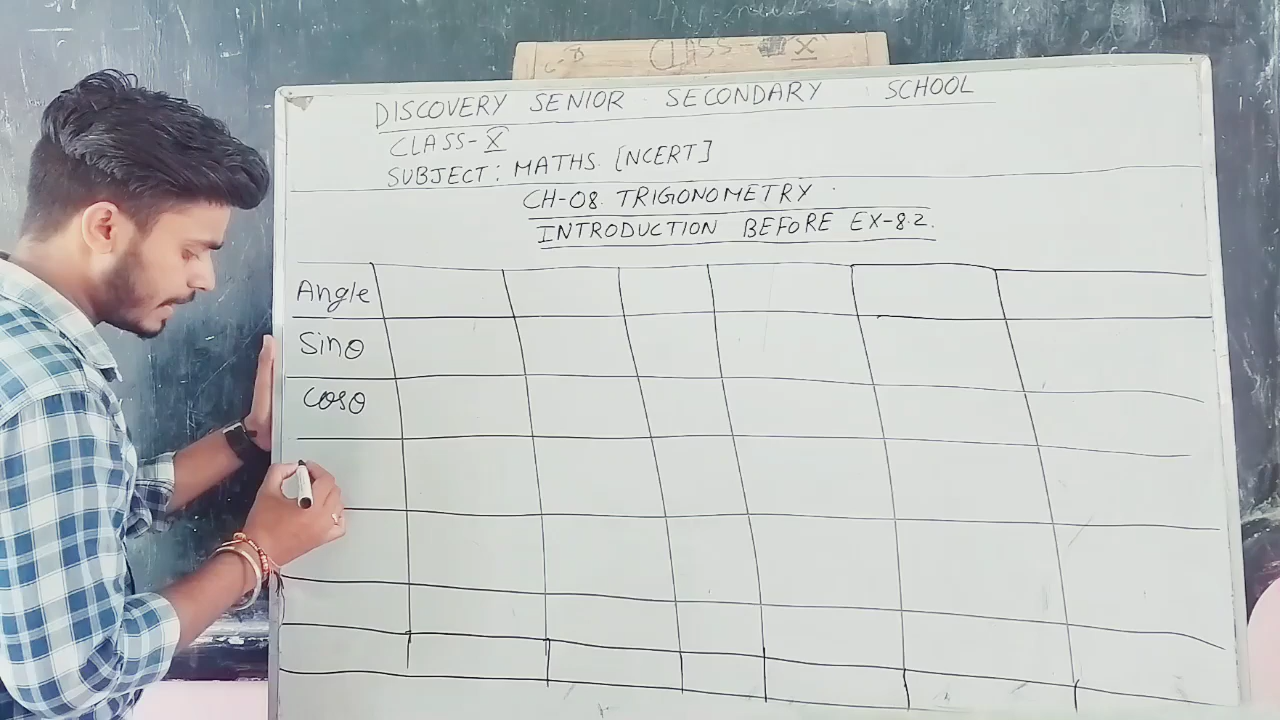 CLASS- X
DISCOVERY SENIOR SECONDARY SCHOOL
CLASS-X
SUBJECT: MATHS. [NCERT]
CH-08. TRIGONOMETRY
INTRODUCTION BEFORE EX-8.2.
Angle
Sinθ
Cosθ